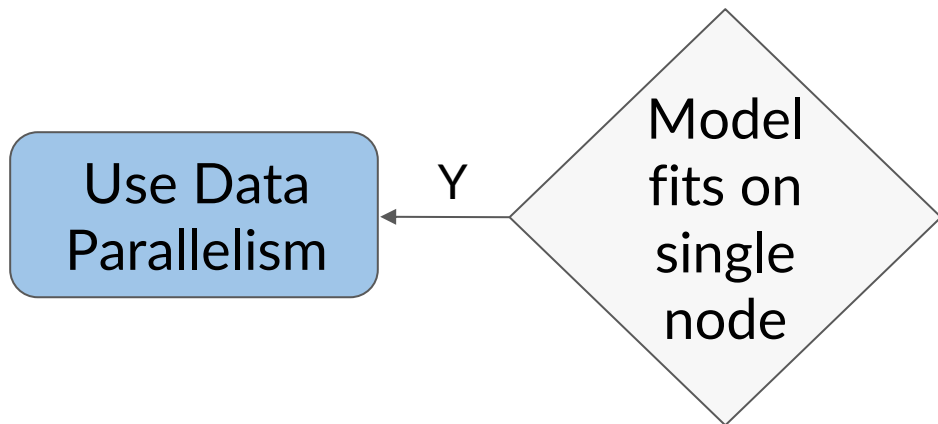 Use Data
Parallelism
Y
Model
fits on
single
node